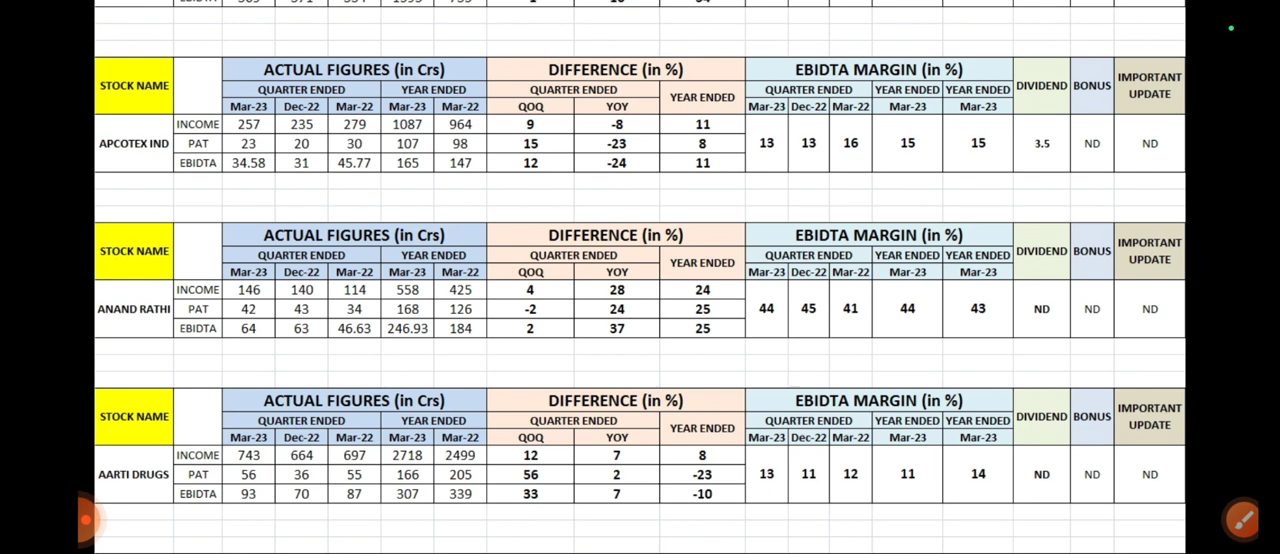 STOCK NAME ACTUAL FIGURES (in Crs) DIFFERENCE (in %) EBIDTA MARGIN (in %) DIVIDEND BONUS IMPORTANT UPDATE
QUARTER ENDED YEAR ENDED QUARTER ENDED YEAR ENDED QUARTER ENDED YEAR ENDED YEAR ENDED
Mar-23 Dec-22 Mar-22 Mar-23 Mar-22 QOQ YOY Mar-23 Dec-22 Mar-22 Mar-23 Mar-23
INCOME 257 235 279 1087 964 9 -8 11
APCOTEX IND PAT 23 20 30 107 98 15 -23 8 13 13 16 15 15 3.5 ND ND
EBIDTA 34.58 31 45.77 165 147 12 -24 11
STOCK NAME ACTUAL FIGURES (in Crs) DIFFERENCE (in %) EBIDTA MARGIN (in %) DIVIDEND BONUS IMPORTANT UPDATE
QUARTER ENDED YEAR ENDED QUARTER ENDED YEAR ENDED QUARTER ENDED YEAR ENDED YEAR ENDED
Mar-23 Dec-22 Mar-22 Mar-23 Mar-22 QOQ YOY Mar-23 Dec-22 Mar-22 Mar-23 Mar-23
INCOME 146 140 114 558 425 4 28 24
ANAND RATHI PAT 42 43 34 168 126 -2 24 25 44 45 41 44 43 ND ND ND
EBIDTA 64 63 46.63 246.93 184 2 37 25
STOCK NAME ACTUAL FIGURES (in Crs) DIFFERENCE (in %) EBIDTA MARGIN (in %) DIVIDEND BONUS IMPORTANT UPDATE
QUARTER ENDED YEAR ENDED QUARTER ENDED YEAR ENDED QUARTER ENDED YEAR ENDED YEAR ENDED
Mar-23 Dec-22 Mar-22 Mar-23 Mar-22 QOQ YOY Mar-23 Dec-22 Mar-22 Mar-23 Mar-23
INCOME 743 664 697 2718 2499 12 7 8
AARTI DRUGS PAT 56 36 55 166 205 56 2 -23 13 11 12 11 14 ND ND ND
EBIDTA 93 70 87 307 339 33 7 -10